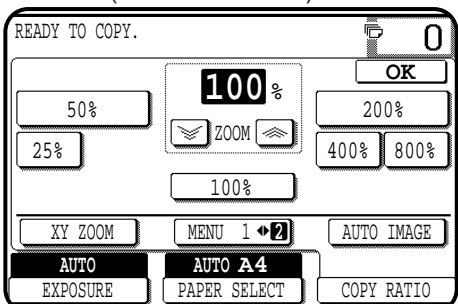 READY TO COPY. 0
OK
100 %
50% 200%
ZOOM
25% 400% 800%
100%
XY ZOOM MENU 1 2 AUTO IMAGE
AUTO AUTO A4
EXPOSURE PAPER SELECT COPY RATIO